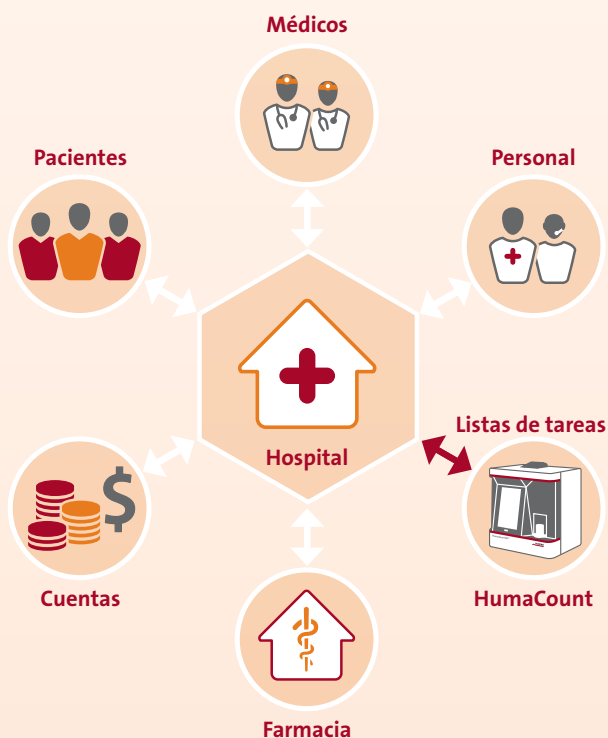 Médicos
Pacientes
Personal
Listas de tareas
Hospital
Cuentas
HumaCount
Farmacia